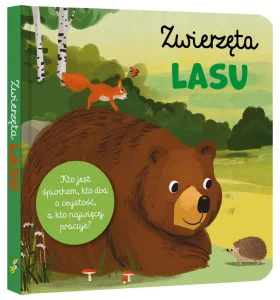 Zwierzęta
LASU
Kto jest
śpiochem, kto dba
o czystość,
a kto najwięcej
pracuje?
Zwierzęta LASU